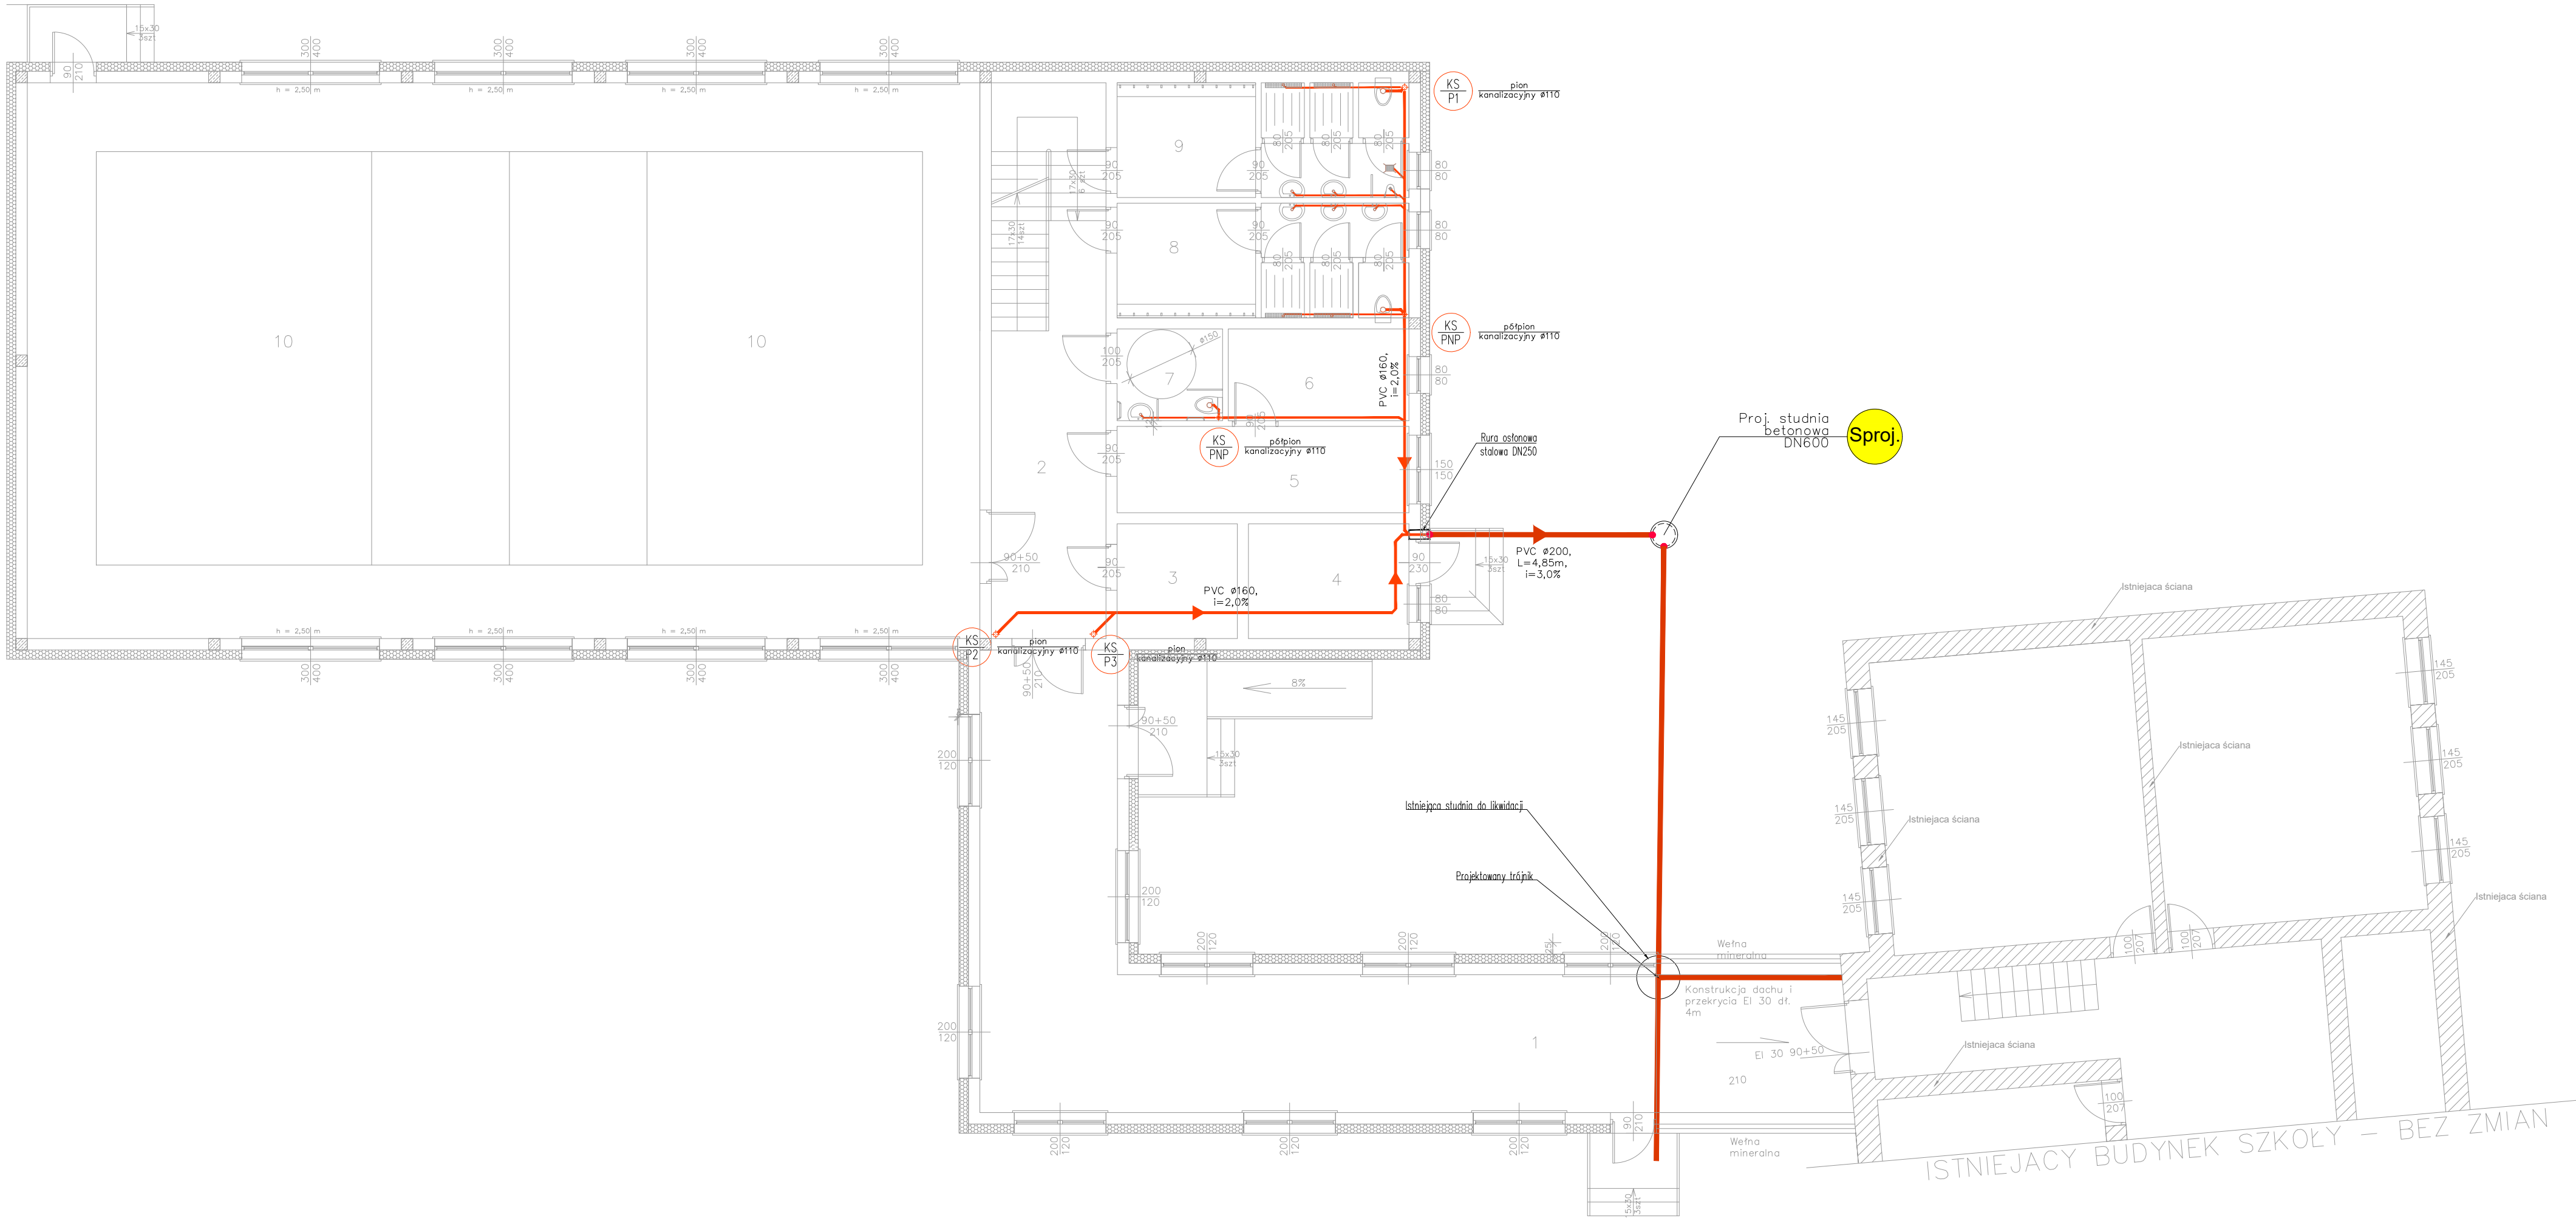 15x30
3szt
90
210
300
400
300
400
300
400
300
400
h = 2,50 m
h = 2,50 m
h = 2,50 m
h = 2,50 m
KS
P1
pion
kanalizacyjny ø110
9
80
205
80
205
80
205
90
205
90
205
80
80
17x30
6 szt
17x30
14szt
90
205
90
205
80
80
8
80
205
80
205
80
205
10
10
KS
PNP
półpion
kanalizacyjny ø110
100
205
ø150
7
6
PVC ø160,
i=2,0%
80
80
90
205
KS
PNP
półpion
kanalizacyjny ø110
2
90
205
5
150
150
Rura osłonowa
stalowa DN250
Proj. studnia
betonowa
DN600
Sproj.
90+50
210
90
205
3
4
90
230
15x30
3szt
PVC ø200,
L=4,85m,
i=3,0%
PVC ø160,
i=2,0%
80
80
h = 2,50 m
h = 2,50 m
h = 2,50 m
h = 2,50 m
300
400
300
400
300
400
300
400
KS
P2
pion
kanalizacyjny ø110
KS
P3
pion
kanalizacyjny ø110
90+50
210
8%
90+50
210
15x30
3szt
200
120
Istniejaca ściana
145
205
145
205
Istniejaca ściana
145
205
Istniejąca studnia do likwidacji
145
205
Istniejaca ściana
145
205
Projektowany trójnik
200
120
145
205
Istniejaca ściana
200
120
200
120
25
200
120
Wełna
mineralna
100
207
100
207
Konstrukcja dachu i
przekrycia EI 30 dł.
4m
200
120
1
EI 30 90+50
210
Istniejaca ściana
100
207
200
120
200
120
200
120
90
210
Wełna
mineralna
15x30
3szt
ISTNIEJACY BUDYNEK SZKOŁY – BEZ ZMIAN